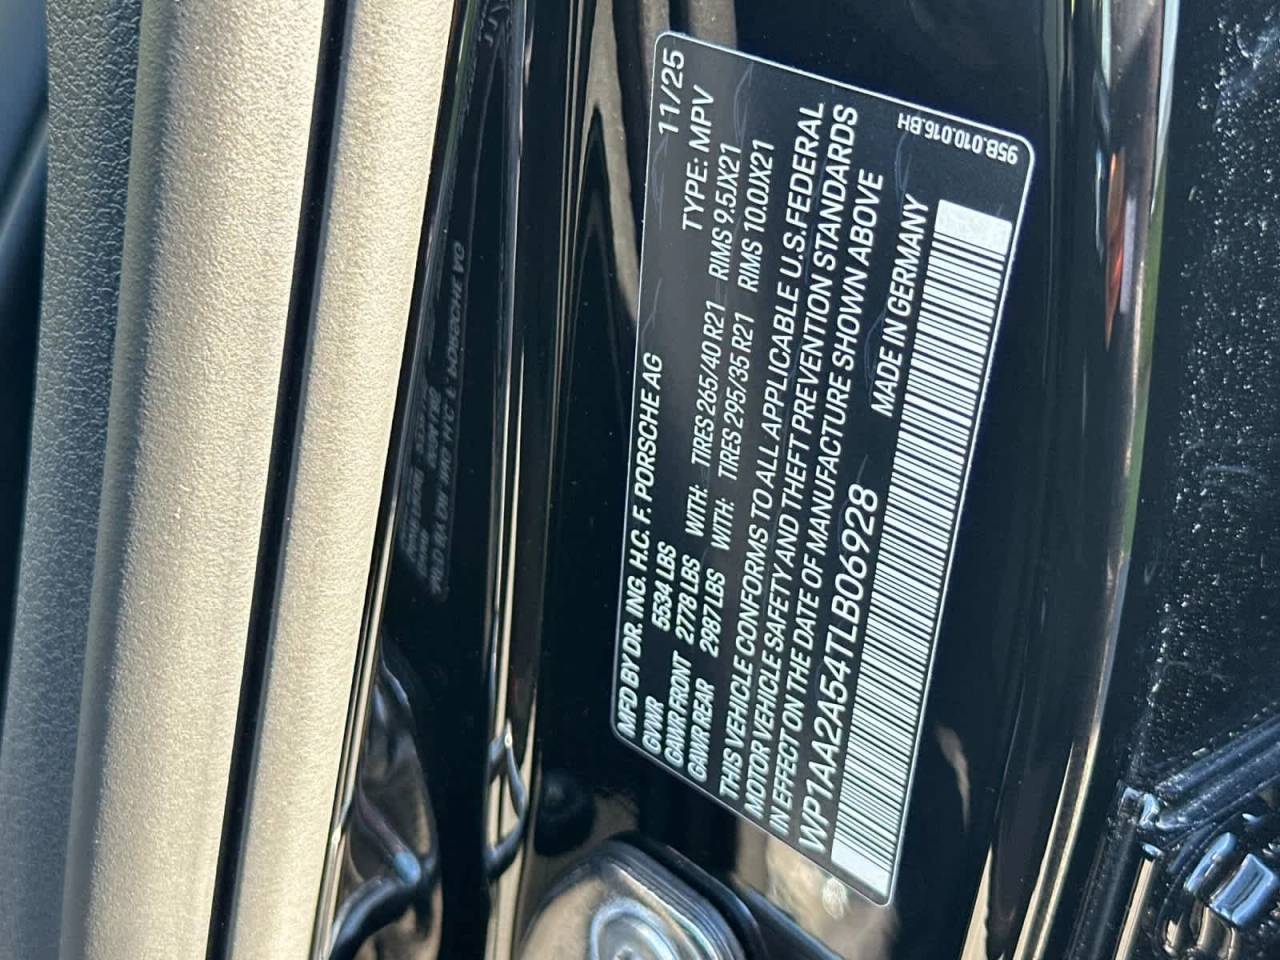 MFD BY DR. ING. H.C. F. PORSCHE AG 11/25
GVWR 5534 LBS TYPE: MPV
GAWR FRONT 2778 LBS WITH: TIRES 265/40 R21 RIMS 9.5JX21
GAWR REAR 2987 LBS WITH: TIRES 295/35 R21 RIMS 10.0JX21
THIS VEHICLE CONFORMS TO ALL APPLICABLE U.S. FEDERAL
MOTOR VEHICLE SAFETY AND THEFT PREVENTION STANDARDS
IN EFFECT ON THE DATE OF MANUFACTURE SHOWN ABOVE
WP1AA2A54TLB06928 MADE IN GERMANY
95B.010.016.BH